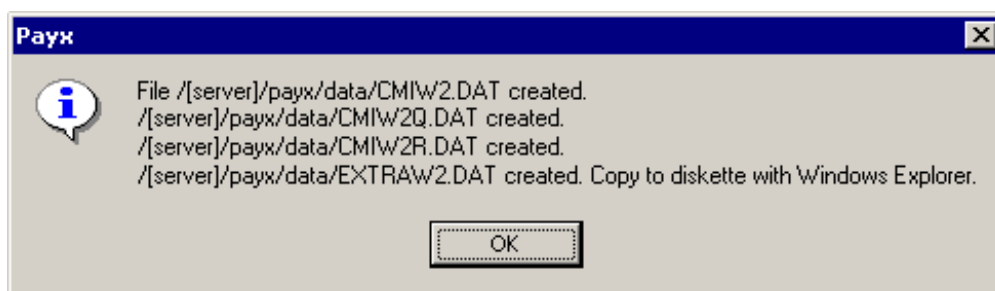 Payx
File /[server]/payx/data/CMIW2.DAT created.
/[server]/payx/data/CMIW2Q.DAT created.
/[server]/payx/data/CMIW2R.DAT created.
/[server]/payx/data/EXTRAW2.DAT created. Copy to diskette with Windows Explorer.
OK